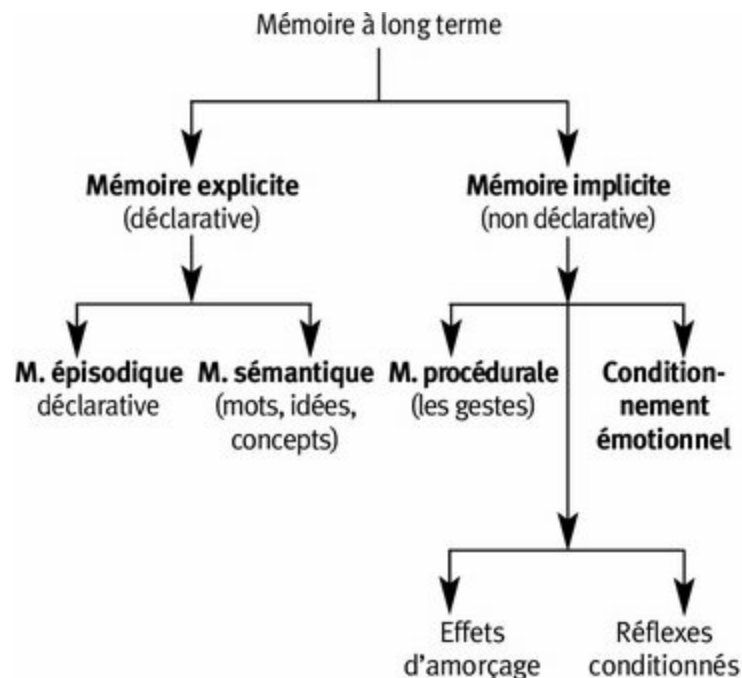 Mémoire à long terme
Mémoire explicite
(déclarative)
Mémoire implicite
(non déclarative)
M. épisodique
déclarative
M. sémantique
(mots, idées,
concepts)
M. procédurale
(les gestes)
Condition-
nement
émotionnel
Effets
d'amorçage
Réflexes
conditionnés